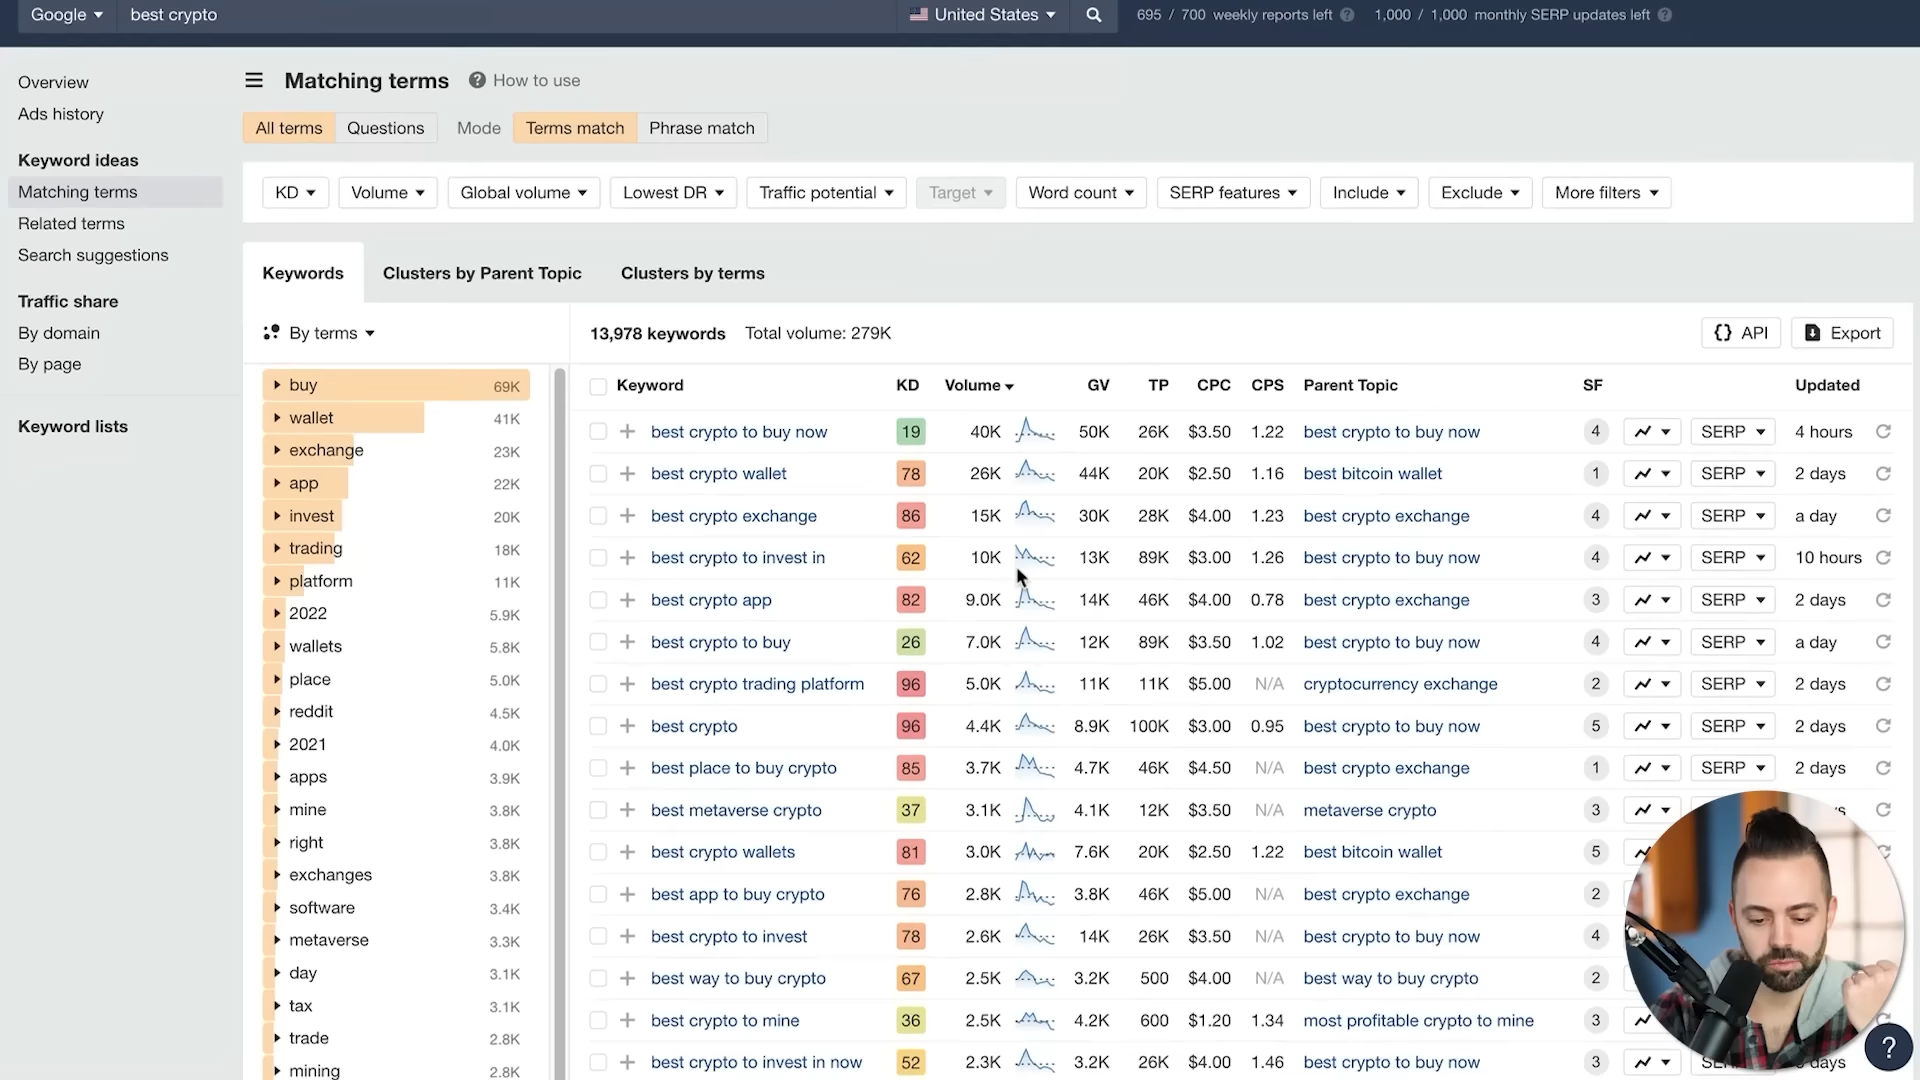 Google best crypto United States 695 / 700 weekly reports left 1,000 / 1,000 monthly SERP updates left
Overview
Ads history
Keyword ideas
Matching terms
Related terms
Search suggestions
Traffic share
By domain
By page
Keyword lists
Matching terms How to use
All terms Questions Mode Terms match Phrase match
KD Volume Global volume Lowest DR Traffic potential Target Word count SERP features Include Exclude More filters
Keywords Clusters by Parent Topic Clusters by terms
By terms
buy 69K
wallet 41K
exchange 23K
app 22K
invest 20K
trading 18K
platform 11K
2022 5.9K
wallets 5.8K
place 5.0K
reddit 4.5K
2021 4.0K
apps 3.9K
mine 3.8K
right 3.8K
exchanges 3.8K
software 3.4K
metaverse 3.3K
day 3.1K
tax 3.1K
trade 2.8K
mining 2.8K
13,978 keywords Total volume: 279K API Export
Keyword KD Volume GV TP CPC CPS Parent Topic SF Updated
best crypto to buy now 19 40K 50K 26K $3.50 1.22 best crypto to buy now 4 SERP 4 hours
best crypto wallet 78 26K 44K 20K $2.50 1.16 best bitcoin wallet 1 SERP 2 days
best crypto exchange 86 15K 30K 28K $4.00 1.23 best crypto exchange 4 SERP a day
best crypto to invest in 62 10K 13K 89K $3.00 1.26 best crypto to buy now 4 SERP 10 hours
best crypto app 82 9.0K 14K 46K $4.00 0.78 best crypto exchange 3 SERP 2 days
best crypto to buy 26 7.0K 12K 89K $3.50 1.02 best crypto to buy now 4 SERP a day
best crypto trading platform 96 5.0K 11K 11K $5.00 N/A cryptocurrency exchange 2 SERP 2 days
best crypto 96 4.4K 8.9K 100K $3.00 0.95 best crypto to buy now 5 SERP 2 days
best place to buy crypto 85 3.7K 4.7K 46K $4.50 N/A best crypto exchange 1 SERP 2 days
best metaverse crypto 37 3.1K 4.1K 12K $3.50 N/A metaverse crypto 3
best crypto wallets 81 3.0K 7.6K 20K $2.50 1.22 best bitcoin wallet 5
best app to buy crypto 76 2.8K 3.8K 46K $5.00 N/A best crypto exchange 2
best crypto to invest 78 2.6K 14K 26K $3.50 N/A best crypto to buy now 4
best way to buy crypto 67 2.5K 3.2K 500 $4.00 N/A best way to buy crypto 2
best crypto to mine 36 2.5K 4.2K 600 $1.20 1.34 most profitable crypto to mine 3
best crypto to invest in now 52 2.3K 3.2K 26K $4.00 1.46 best crypto to buy now 3 days